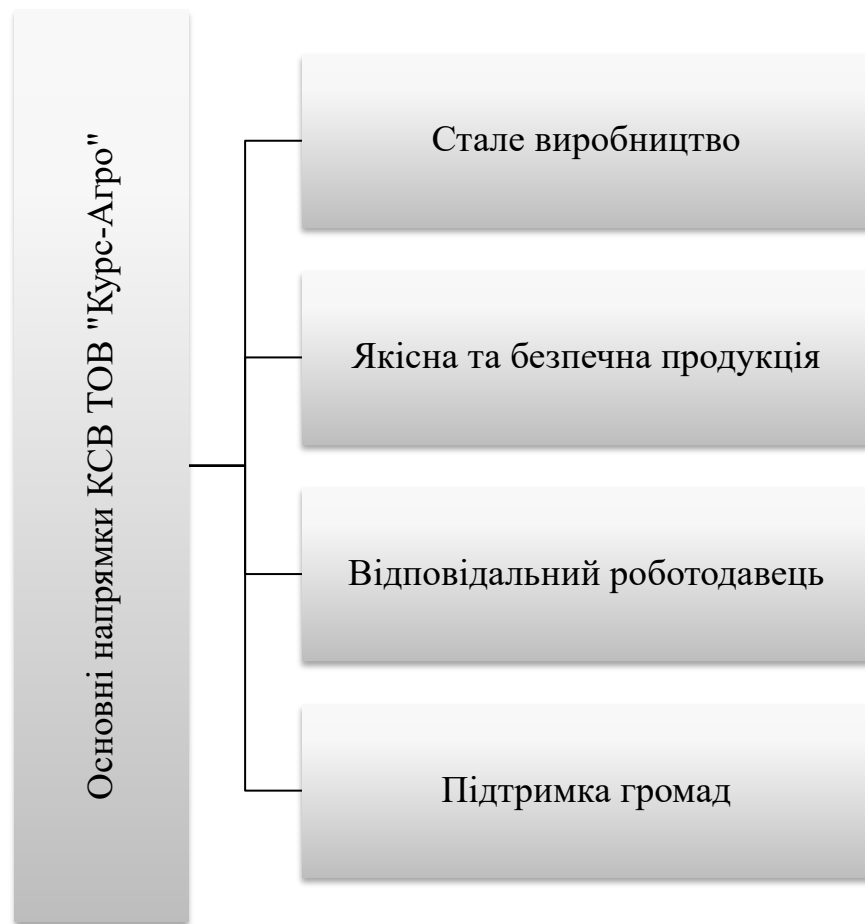 Основні напрямки КСВ ТОВ "Курс-Агро"
Стале виробництво
Якісна та безпечна продукція
Відповідальний роботодавець
Підтримка громад